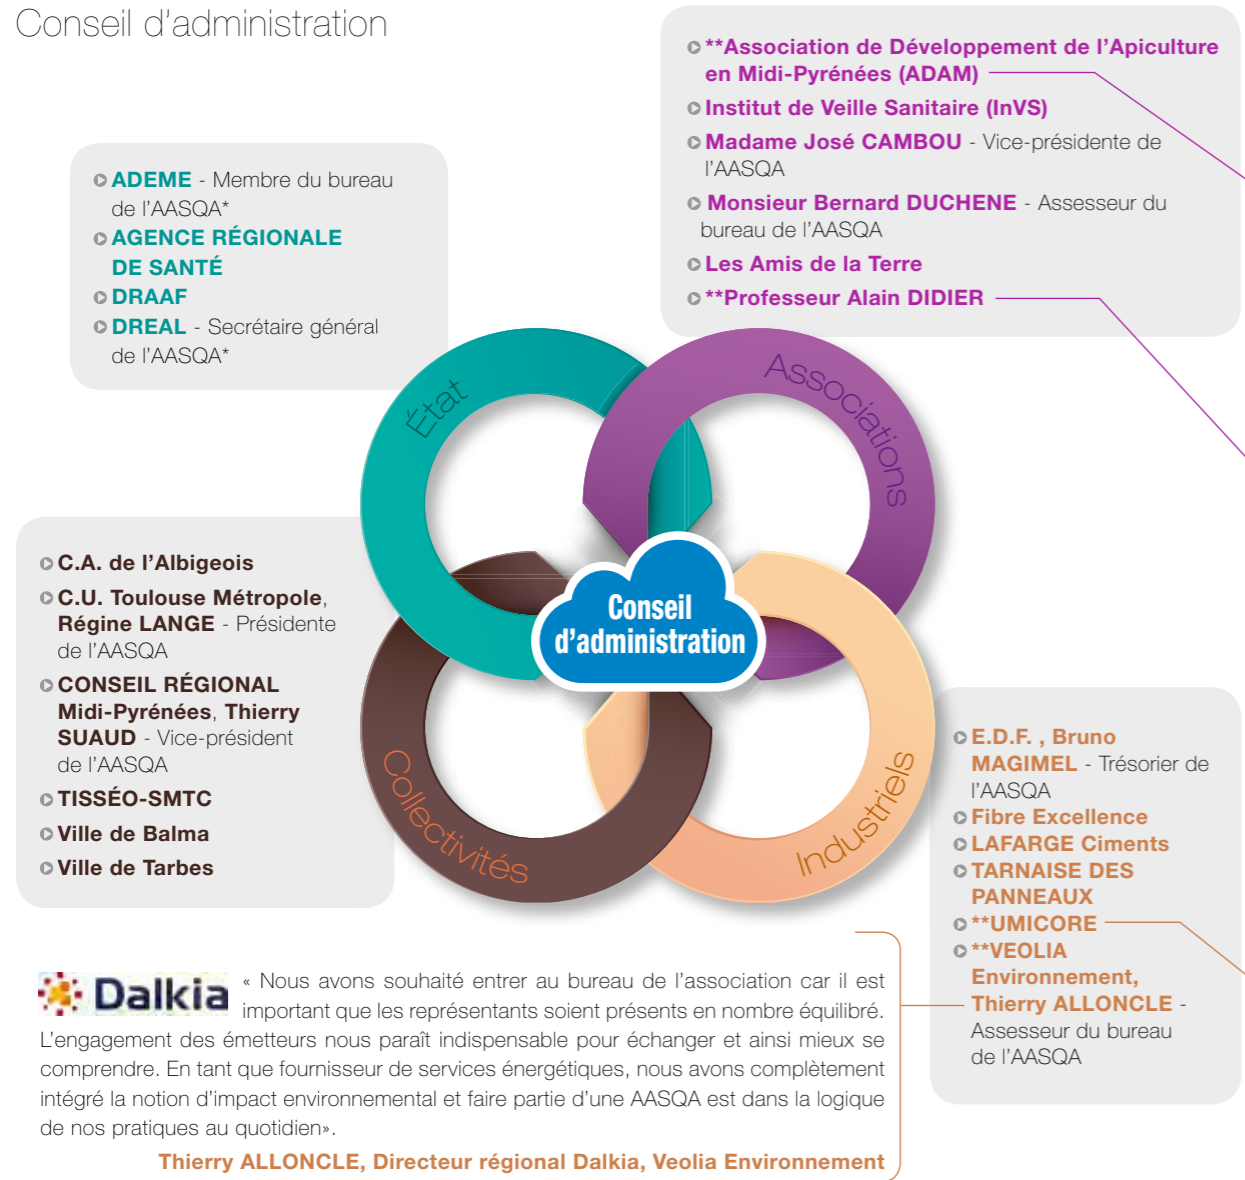 Conseil d'administration
**Association de Développement de l'Apiculture
en Midi-Pyrénées (ADAM)
Institut de Veille Sanitaire (InVS)
Madame José CAMBOU - Vice-présidente de
l'AASQA
Monsieur Bernard DUCHENE - Assesseur du
bureau de l'AASQA
Les Amis de la Terre
**Professeur Alain DIDIER
ADEME - Membre du bureau
de l'AASQA*
AGENCE RÉGIONALE
DE SANTÉ
DRAAF
DREAL - Secrétaire général
de l'AASQA*
État
Associations
C.A. de l'Albigeois
C.U. Toulouse Métropole,
Régine LANGE - Présidente
de l'AASQA
CONSEIL RÉGIONAL
Midi-Pyrénées, Thierry
SUAUD - Vice-président
de l'AASQA
TISSÉO-SMTC
Ville de Balma
Ville de Tarbes
Conseil
d'administration
Collectivités
Industriels
E.D.F. , Bruno
MAGIMEL - Trésorier de
l'AASQA
Fibre Excellence
LAFARGE Ciments
TARNAISE DES
PANNEAUX
**UMICORE
**VEOLIA
Environnement,
Thierry ALLONCLE -
Assesseur du bureau
de l'AASQA
Dalkia
« Nous avons souhaité entrer au bureau de l'association car il est
important que les représentants soient présents en nombre équilibré.
L'engagement des émetteurs nous paraît indispensable pour échanger et ainsi mieux se
comprendre. En tant que fournisseur de services énergétiques, nous avons complètement
intégré la notion d'impact environnemental et faire partie d'une AASQA est dans la logique
de nos pratiques au quotidien».
Thierry ALLONCLE, Directeur régional Dalkia, Veolia Environnement